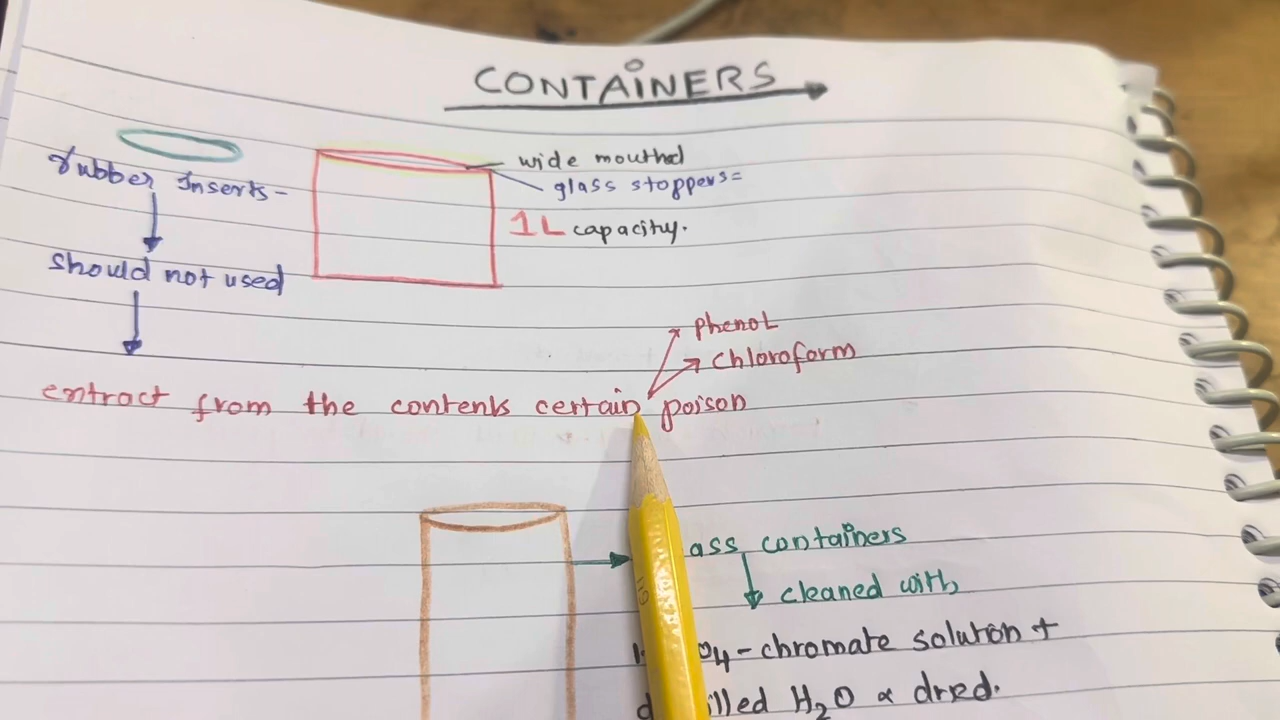 CONTAINERS
rubber Inserts-
wide mouthed
glass stoppers=
1L capacity.
should not used
phenol
chloroform
extract from the contents certain poison
ass containers
cleaned with
O4-chromate solution +
illed H2O & dried.